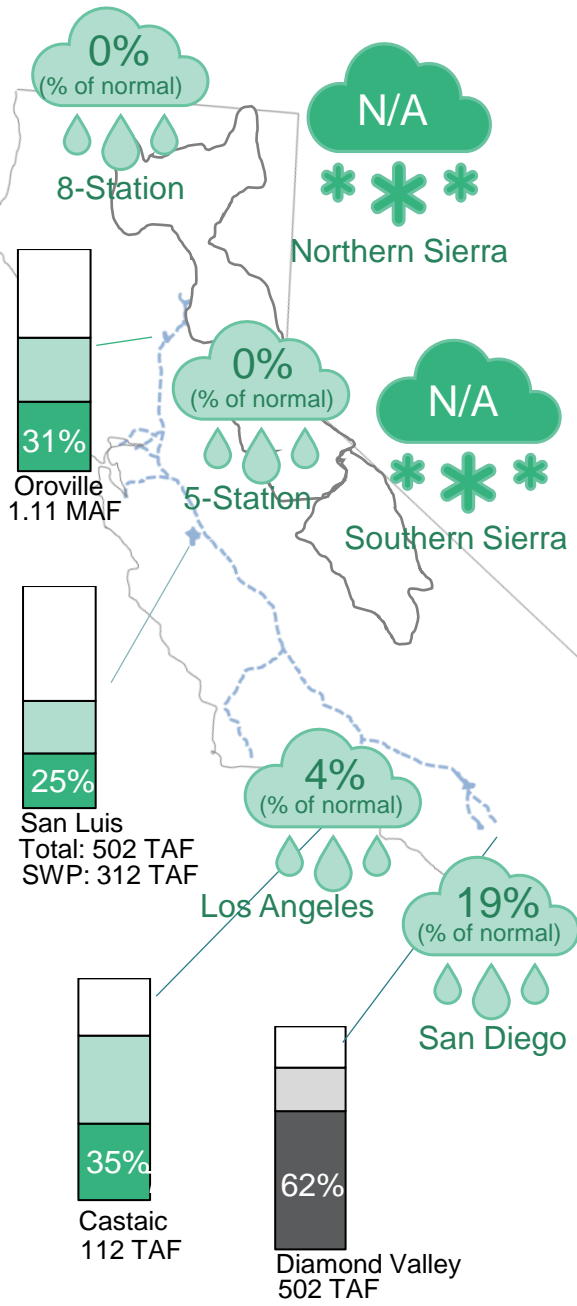 0%
(% of normal)
8-Station
N/A
Northern Sierra
0%
(% of normal)
5-Station
N/A
Southern Sierra
31%
Oroville
1.11 MAF
25%
San Luis
Total: 502 TAF
SWP: 312 TAF
4%
(% of normal)
Los Angeles
19%
(% of normal)
San Diego
35%
Castaic
112 TAF
62%
Diamond Valley
502 TAF